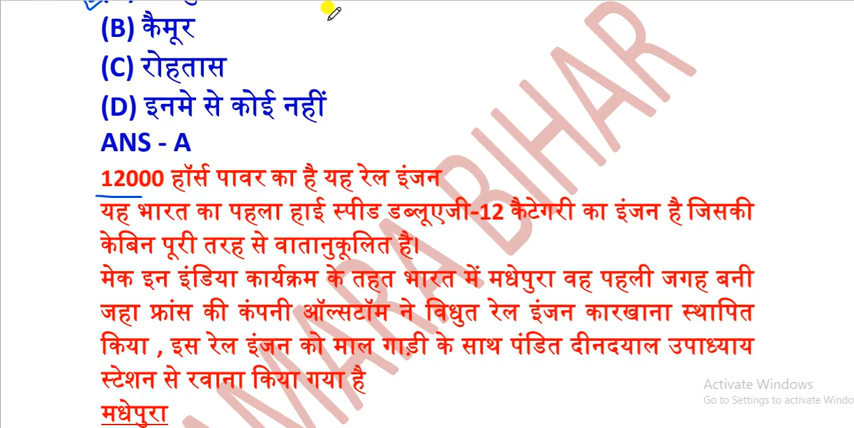 (B) कैमूर
(C) रोहतास
(D) इनमे से कोई नहीं
ANS - A
12000 हॉर्स पावर का है यह रेल इंजन
यह भारत का पहला हाई स्पीड डब्लूएजी-12 कैटेगरी का इंजन है जिसकी
केबिन पूरी तरह से वातानुकूलित है।
मेक इन इंडिया कार्यक्रम के तहत भारत में मधेपुरा वह पहली जगह बनी
जहा फ्रांस की कंपनी ऑल्सटॉम ने विधुत रेल इंजन कारखाना स्थापित
किया , इस रेल इंजन को माल गाड़ी के साथ पंडित दीनदयाल उपाध्याय
स्टेशन से रवाना किया गया है
मधेपुरा
AMARA BIHAR
Activate Windows
Go to Settings to activate Windo